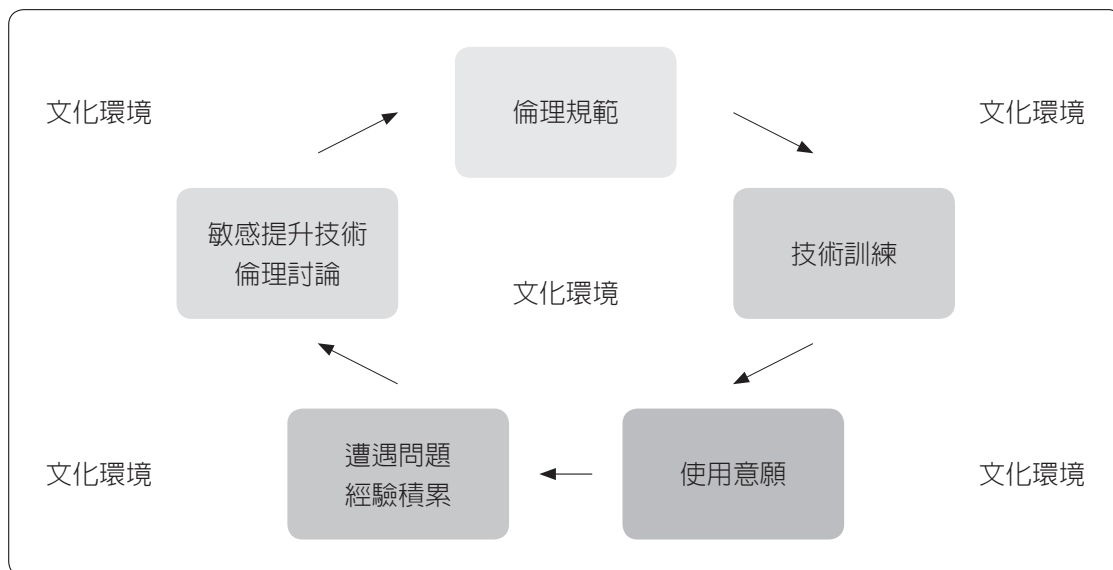 文化環境
倫理規範
文化環境
敏感提升技術
倫理討論
技術訓練
文化環境
遭遇問題
經驗積累
使用意願
文化環境
文化環境